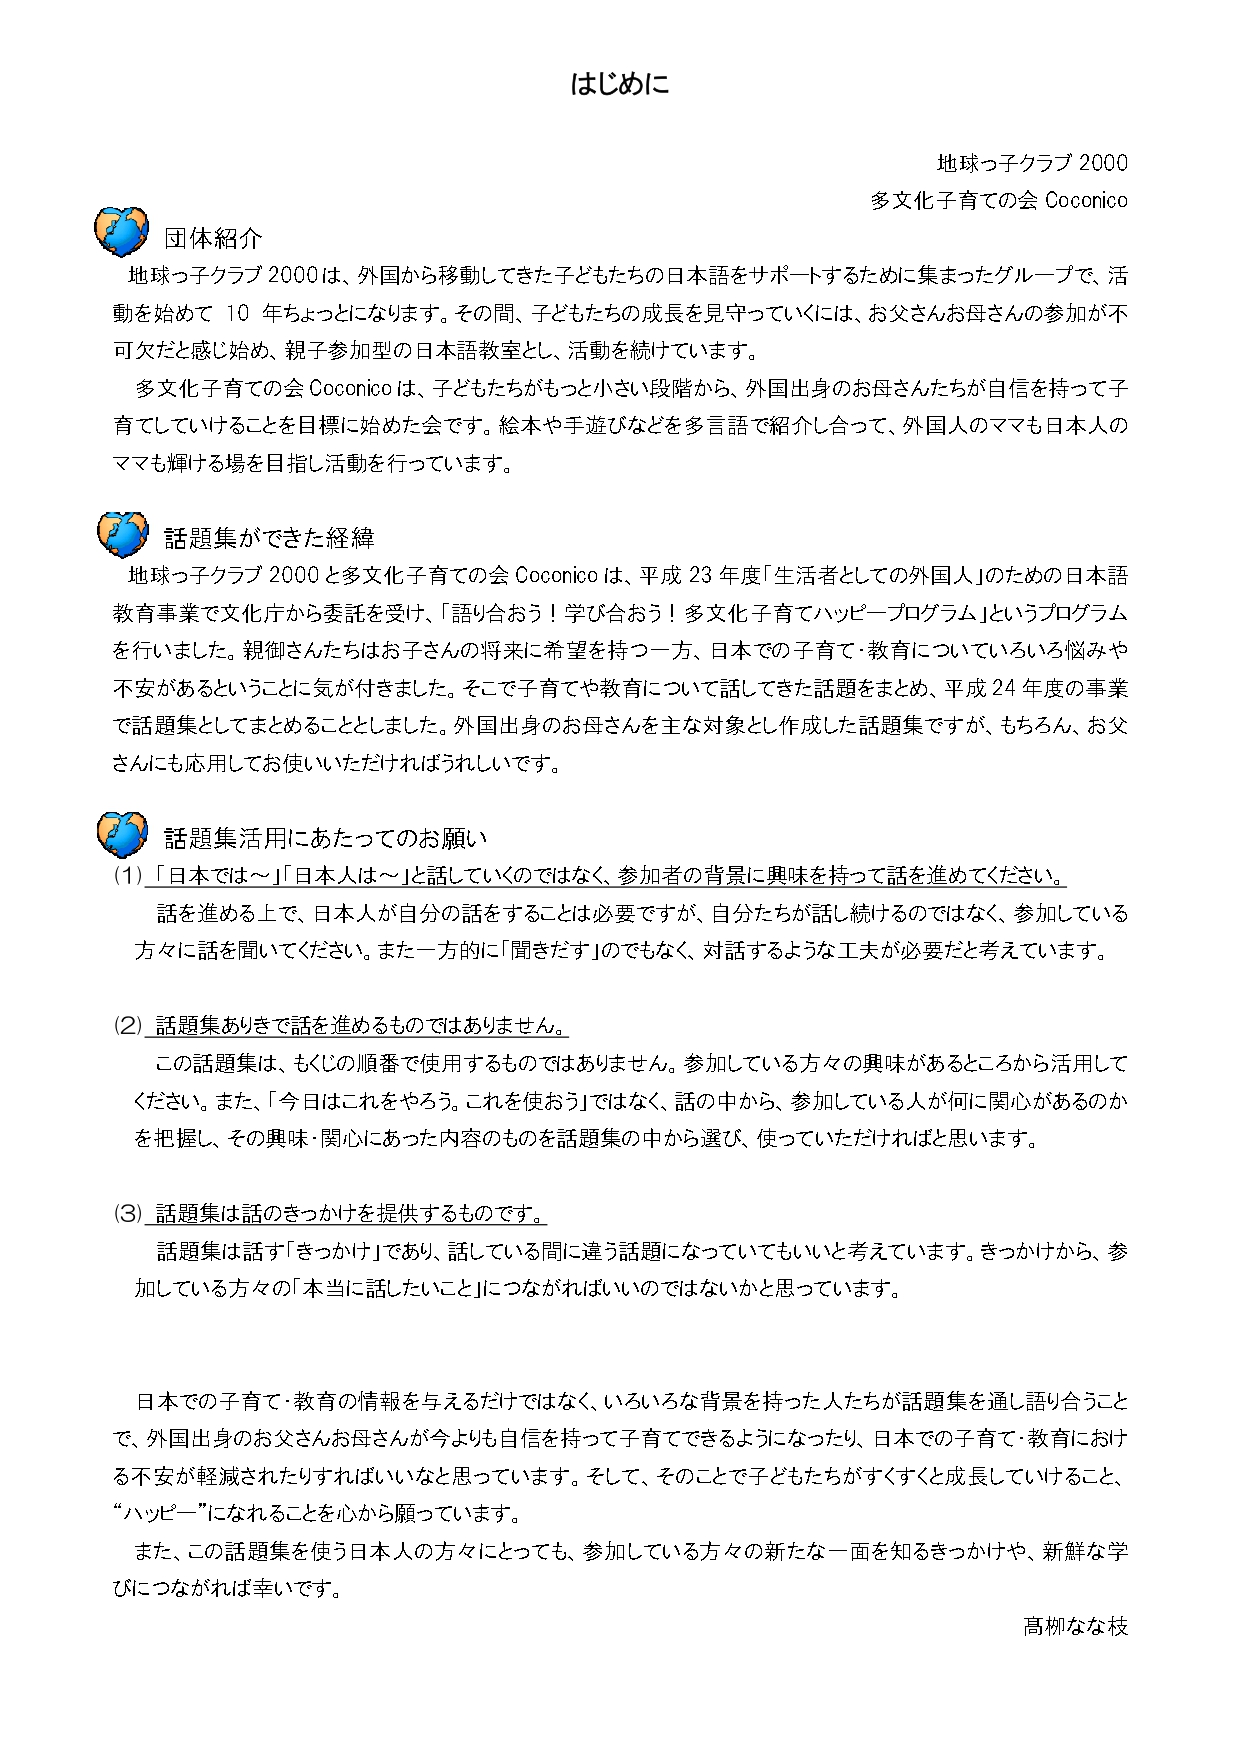 はじめに
地球っ子クラブ 2000
多文化子育ての会 Coconico
団体紹介
地球っ子クラブ 2000は、外国から移動してきた子どもたちの日本語をサポートするために集まったグループで、活
動を始めて 10 年ちょっとになります。その間、子どもたちの成長を見守っていくには、お父さんお母さんの参加が不
可欠だと感じ始め、親子参加型の日本語教室とし、活動を続けています。
多文化子育ての会 Coconico は、子どもたちがもっと小さい段階から、外国出身のお母さんたちが自信を持って子
育てしていけることを目標に始めた会です。絵本や手遊びなどを多言語で紹介し合って、外国人のママも日本人の
ママも輝ける場を目指し活動を行っています。
話題集ができた経緯
地球っ子クラブ 2000 と多文化子育ての会 Coconico は、平成 23 年度「生活者としての外国人」のための日本語
教育事業で文化庁から委託を受け、「語り合おう！学び合おう！多文化子育てハッピープログラム」というプログラム
を行いました。親御さんたちはお子さんの将来に希望を持つ一方、日本での子育て・教育についていろいろ悩みや
不安があるということに気が付きました。そこで子育てや教育について話してきた話題をまとめ、平成 24 年度の事業
で話題集としてまとめることとしました。外国出身のお母さんを主な対象とし作成した話題集ですが、もちろん、お父
さんにも応用してお使いいただければうれしいです。
話題集活用にあたってのお願い
(1) 「日本では～」「日本人は～」と話していくのではなく、参加者の背景に興味を持って話を進めてください。
話を進める上で、日本人が自分の話をすることは必要ですが、自分たちが話し続けるのではなく、参加している
方々に話を聞いてください。また一方的に「聞きだす」のでもなく、対話するような工夫が必要だと考えています。
(2) 話題集ありきで話を進めるものではありません。
この話題集は、もくじの順番で使用するものではありません。参加している方々の興味があるところから活用して
ください。また、「今日はこれをやろう。これを使おう」ではなく、話の中から、参加している人が何に関心があるのか
を把握し、その興味・関心にあった内容のものを話題集の中から選び、使っていただければと思います。
(3) 話題集は話のきっかけを提供するものです。
話題集は話す「きっかけ」であり、話している間に違う話題になっていてもいいと考えています。きっかけから、参
加している方々の「本当に話したいこと」につながればいいのではないかと思っています。
日本での子育て・教育の情報を与えるだけではなく、いろいろな背景を持った人たちが話題集を通し語り合うこと
で、外国出身のお父さんお母さんが今よりも自信を持って子育てできるようになったり、日本での子育て・教育におけ
る不安が軽減されたりすればいいなと思っています。そして、そのことで子どもたちがすくすくと成長していけること、
“ハッピー”になれることを心から願っています。
また、この話題集を使う日本人の方々にとっても、参加している方々の新たな一面を知るきっかけや、新鮮な学
びにつながれば幸いです。
髙栁なな枝